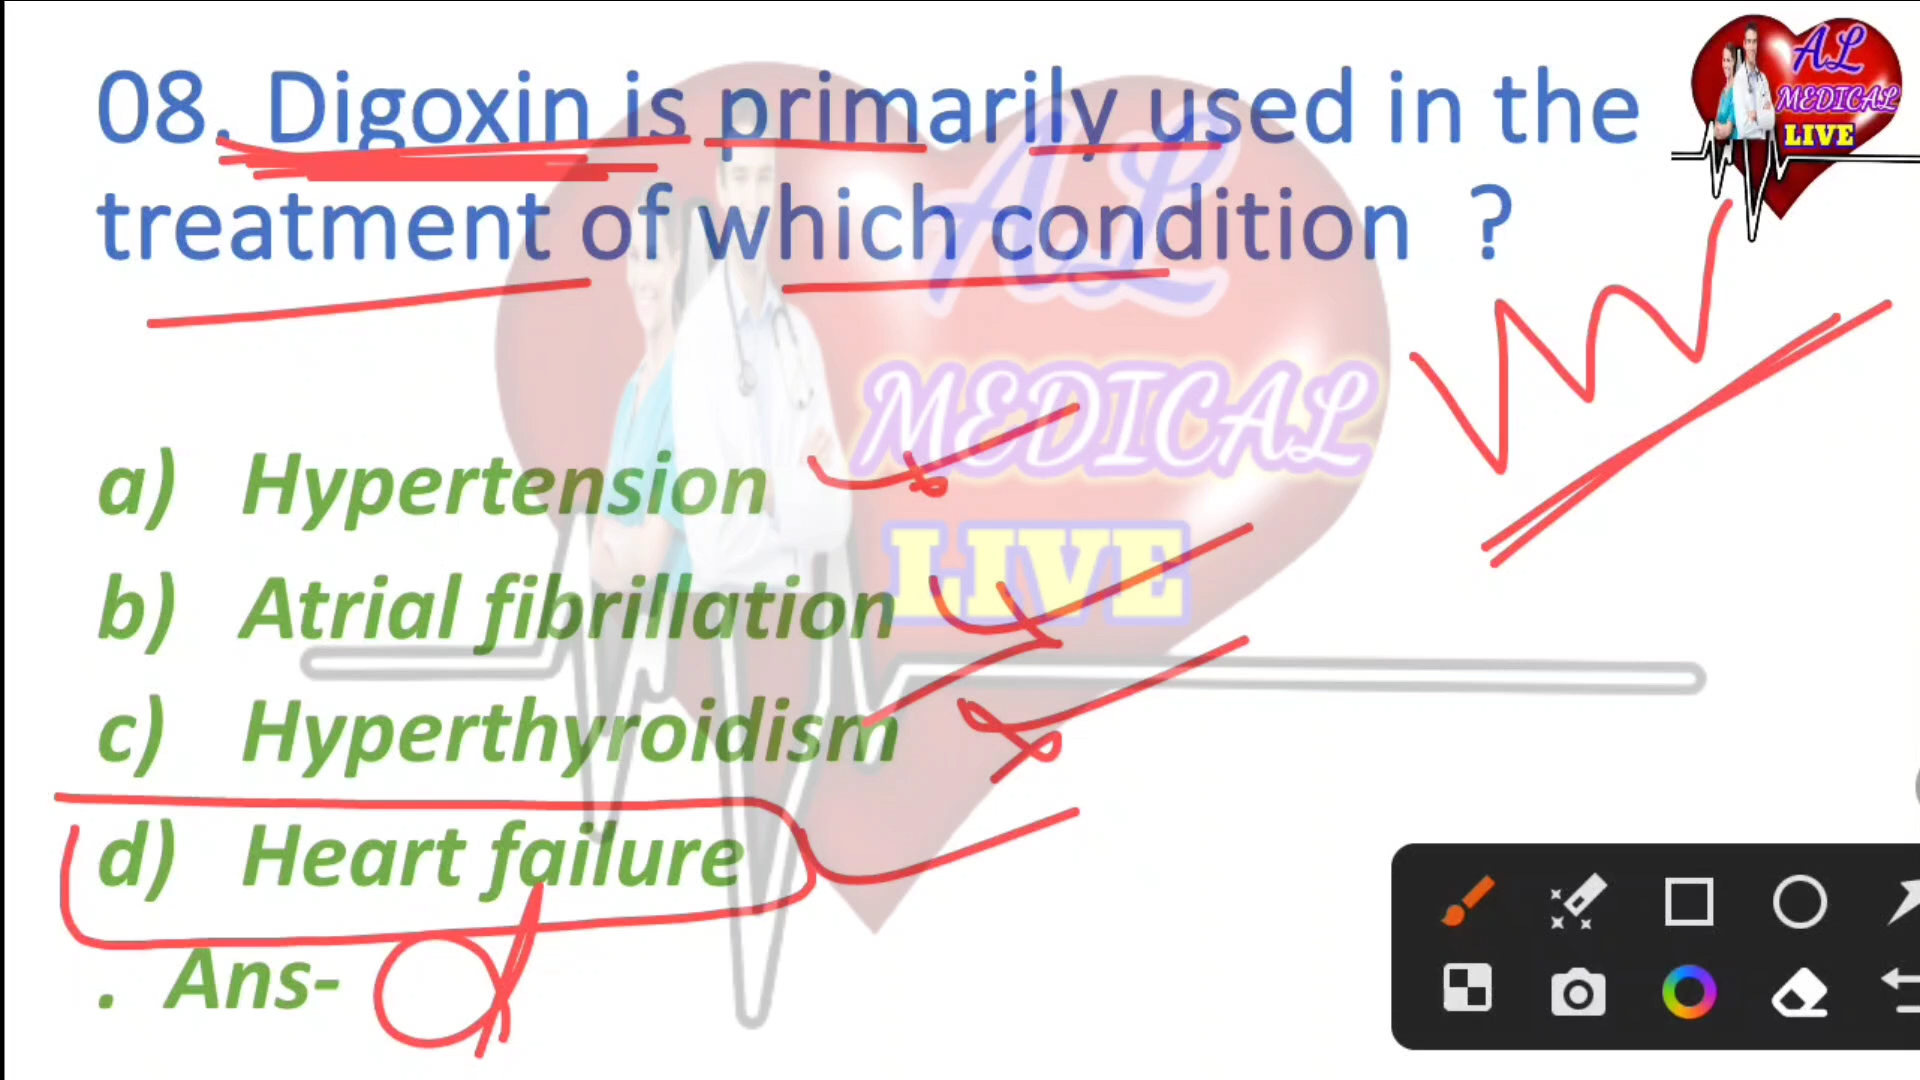 08. Digoxin is primarily used in the
treatment of which condition ?
a) Hypertension
b) Atrial fibrillation
c) Hyperthyroidism
d) Heart failure
. Ans- d
AL
MEDICAL
LIVE
AL
MEDICAL
LIVE